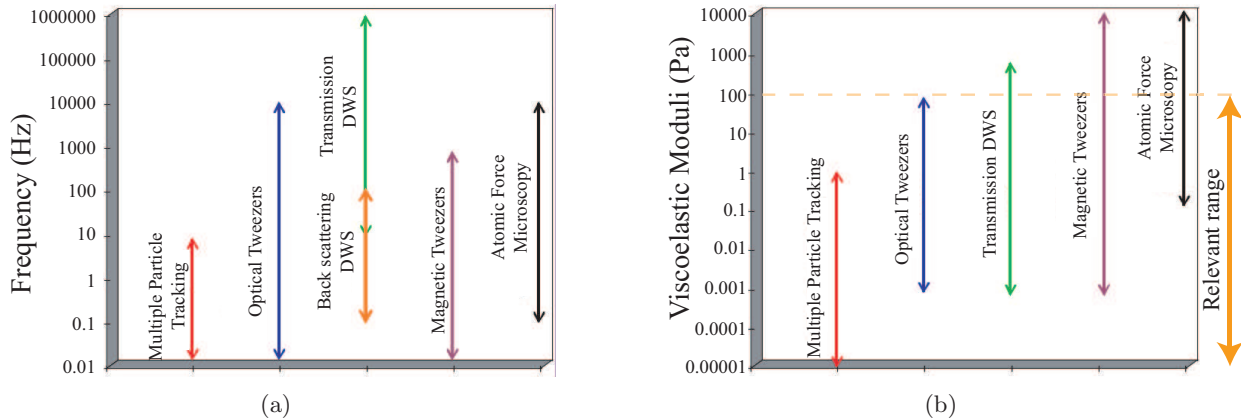 Frequency (Hz)
1000000
100000
10000
1000
100
10
1
0.1
0.01
Multiple Particle
Tracking
Optical Tweezers
Transmission
DWS
Back scattering
DWS
Magnetic Tweezers
Atomic Force
Microscopy
(a)
Viscoelastic Moduli (Pa)
10000
1000
100
10
1
0.1
0.01
0.001
0.0001
0.00001
Multiple Particle Tracking
Optical Tweezers
Transmission DWS
Magnetic Tweezers
Atomic Force
Microscopy
Relevant range
(b)